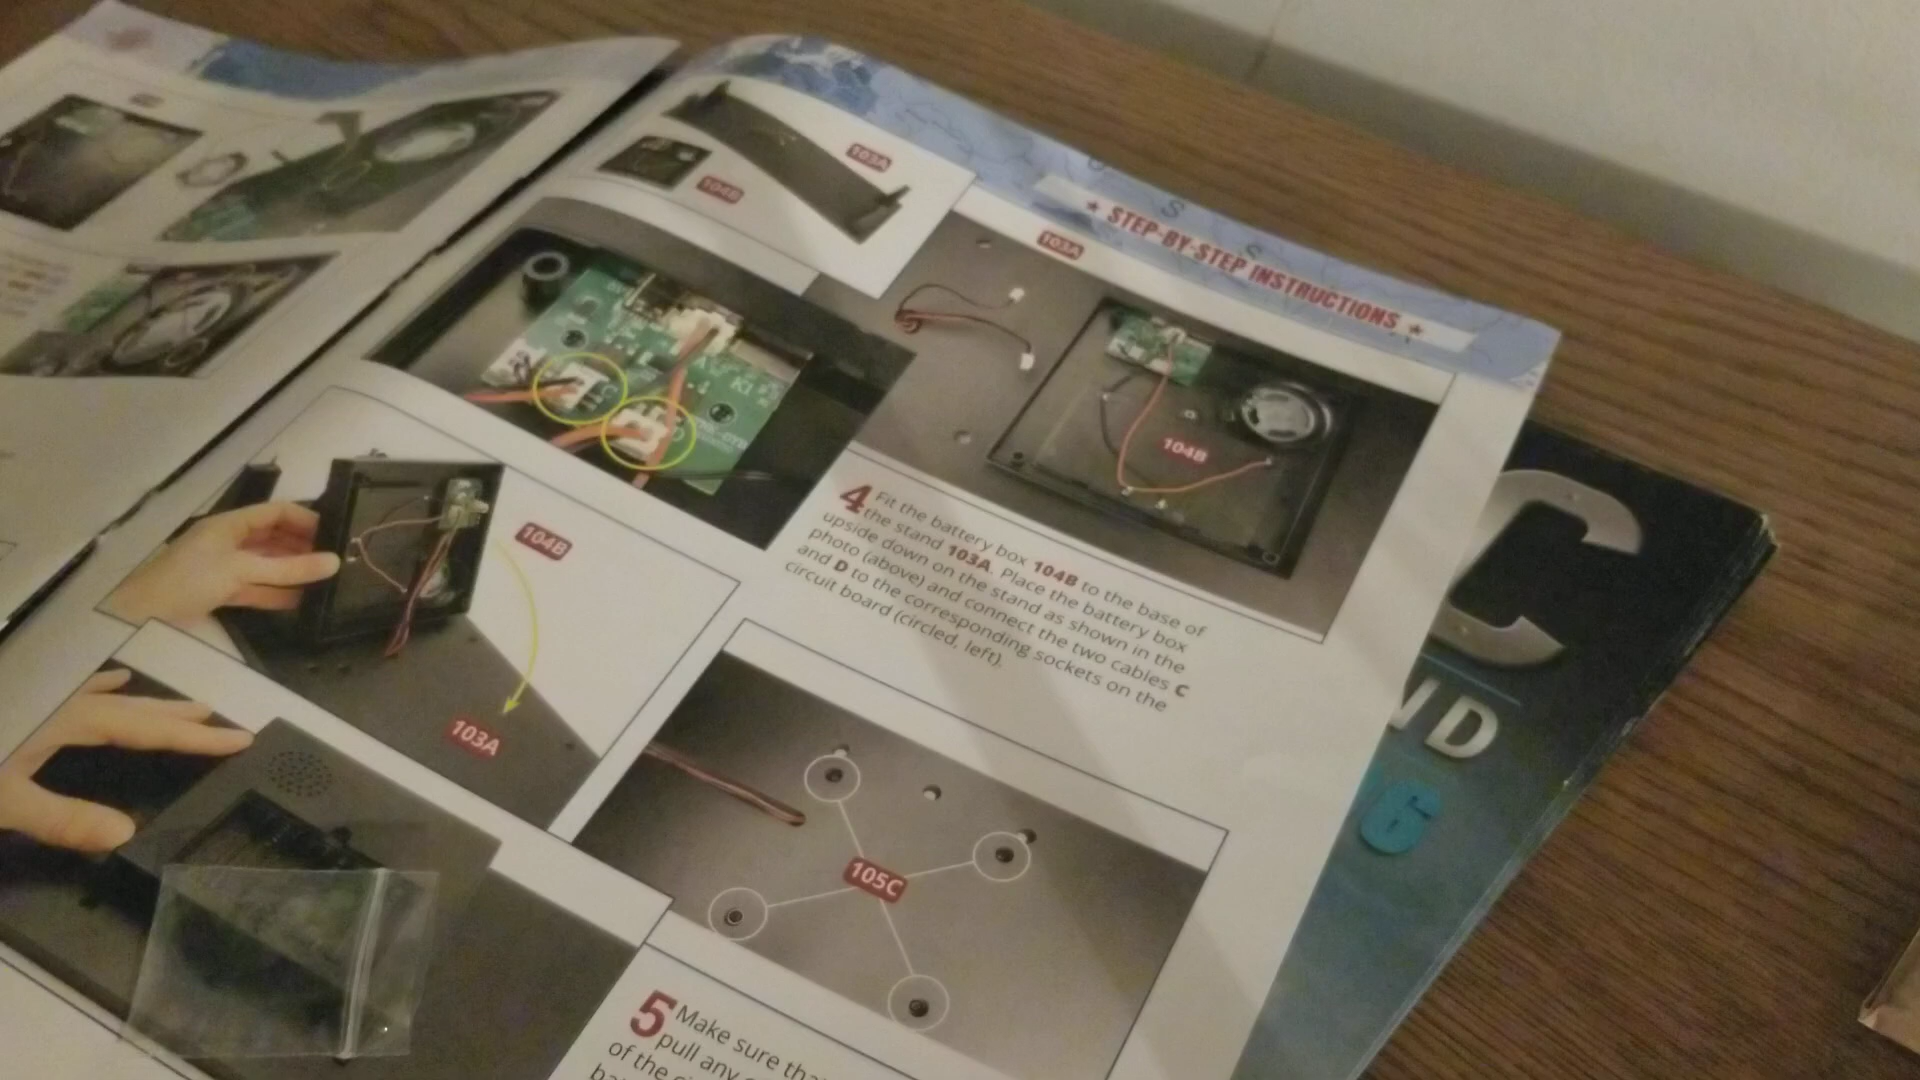 ★ STEP-BY-STEP INSTRUCTIONS ★
103A
104B
103A
104B
K1
4 Fit the battery box 104B to the base of
the stand 103A. Place the battery box
upside down on the stand as shown in the
photo (above) and connect the two cables C
and D to the corresponding sockets on the
circuit board (circled, left).
104B
103A
105C
5 Make sure
pull any
of the
C
ND
6